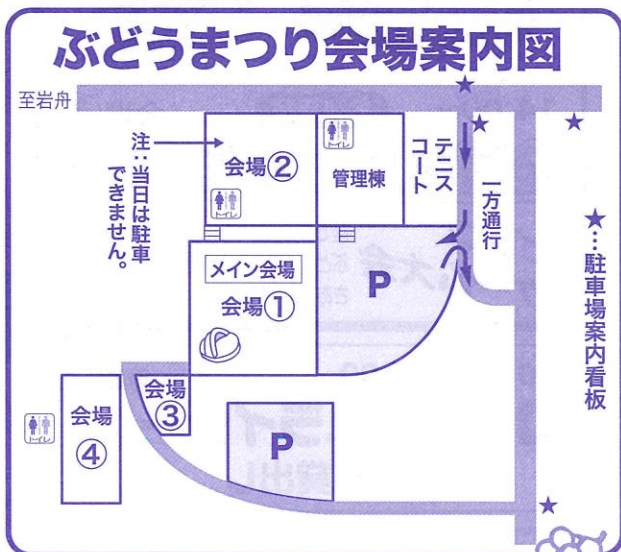 ぶどうまつり会場案内図
至岩舟
注:当日は駐車
できません。
会場②
トイレ
トイレ
管理棟
テニス
コート
一方通行
★…駐車場案内看板
メイン会場
会場①
P
会場
③
会場
④
トイレ
P